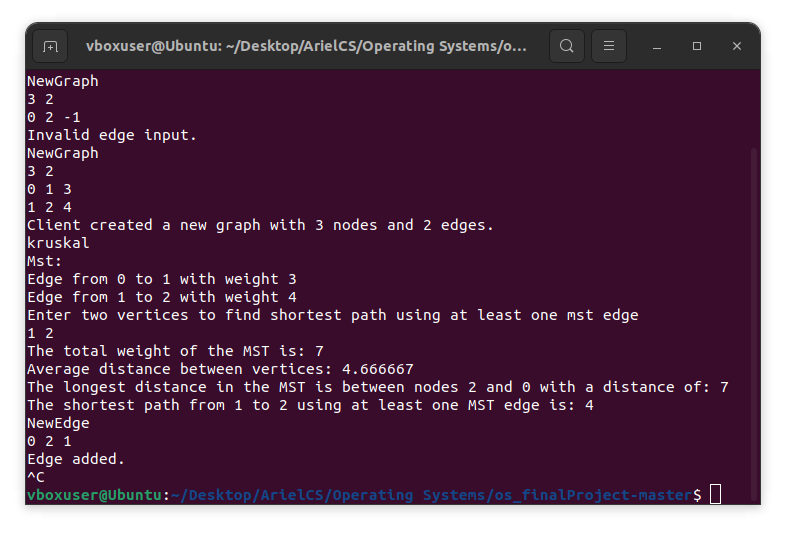 vboxuser@Ubuntu: ~/Desktop/ArielCS/Operating Systems/o...
NewGraph
3 2
0 2 -1
Invalid edge input.
NewGraph
3 2
0 1 3
1 2 4
Client created a new graph with 3 nodes and 2 edges.
kruskal
Mst:
Edge from 0 to 1 with weight 3
Edge from 1 to 2 with weight 4
Enter two vertices to find shortest path using at least one mst edge
1 2
The total weight of the MST is: 7
Average distance between vertices: 4.666667
The longest distance in the MST is between nodes 2 and 0 with a distance of: 7
The shortest path from 1 to 2 using at least one MST edge is: 4
NewEdge
0 2 1
Edge added.
^C
vboxuser@Ubuntu:~/Desktop/ArielCS/Operating Systems/os_finalProject-master$